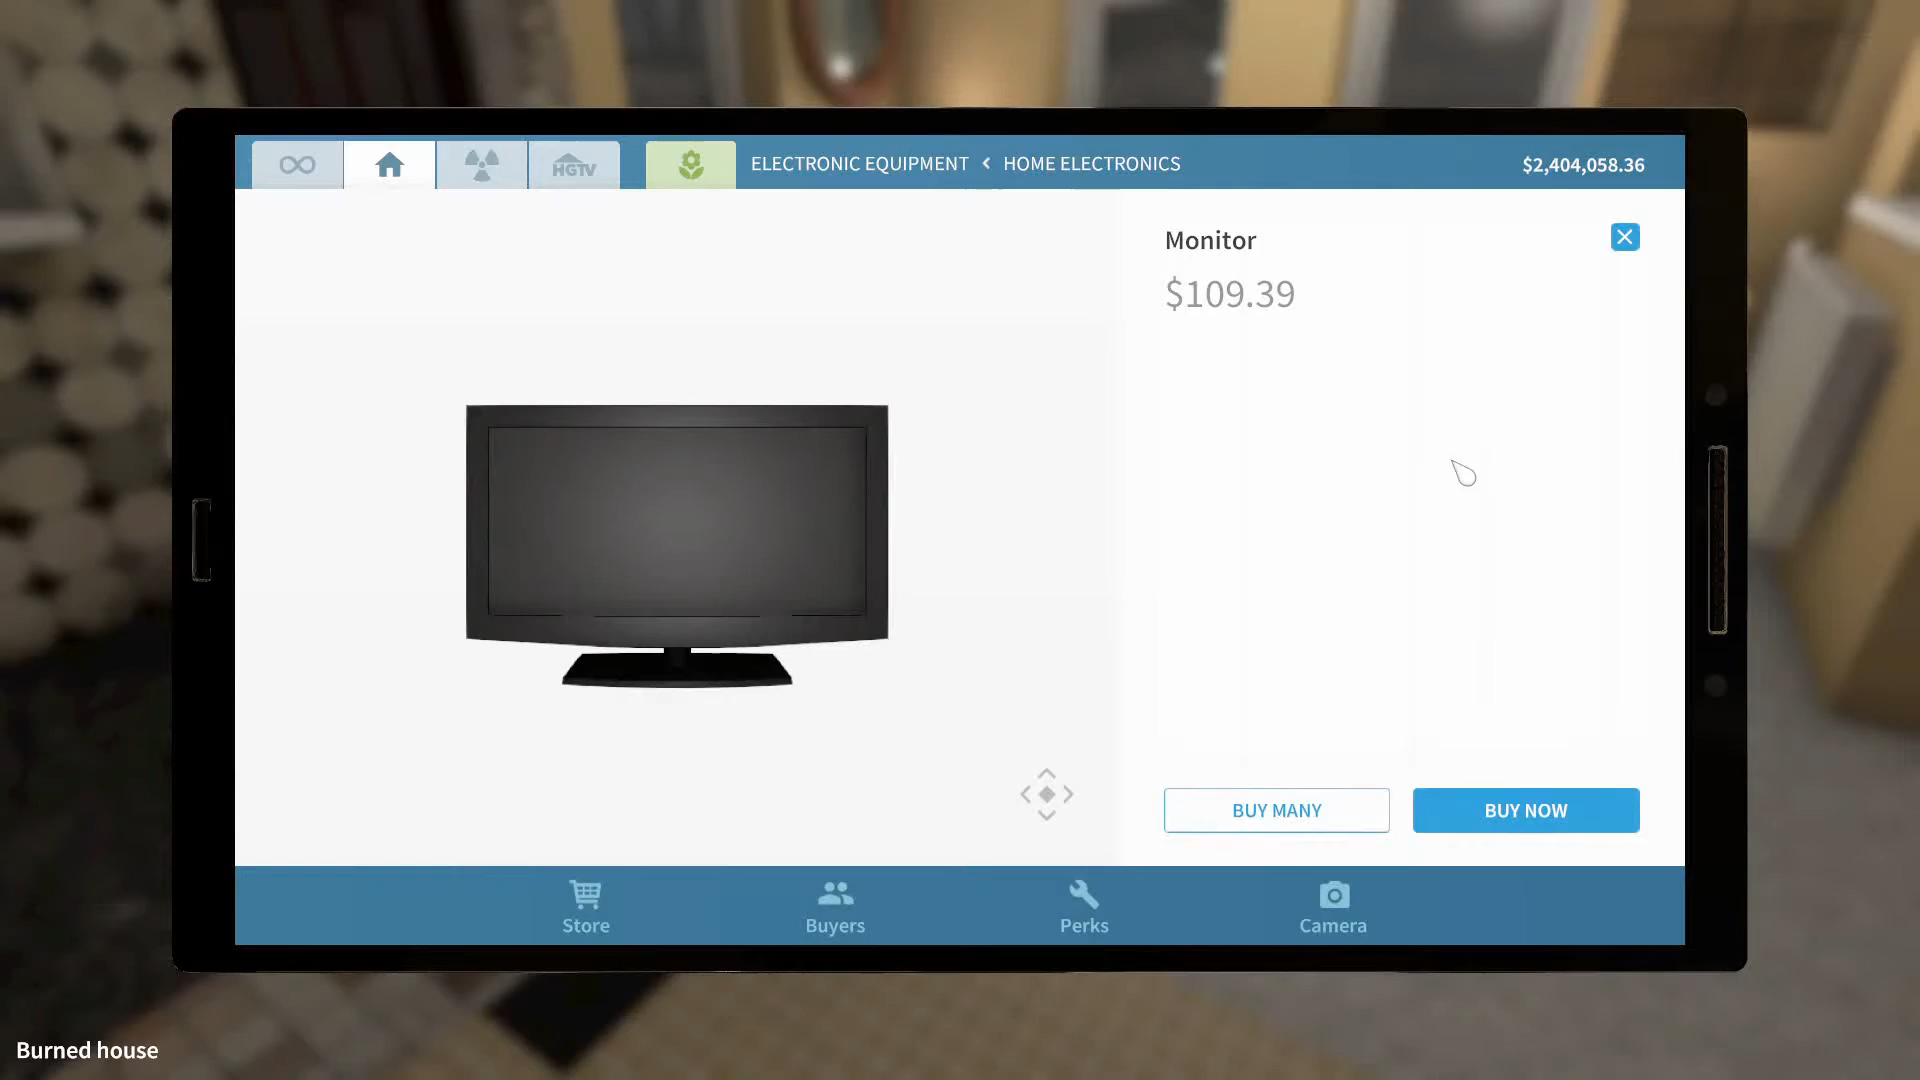 HGTV
ELECTRONIC EQUIPMENT < HOME ELECTRONICS
$2,404,058.36
Monitor
$109.39
BUY MANY
BUY NOW
Store
Buyers
Perks
Camera
Burned house